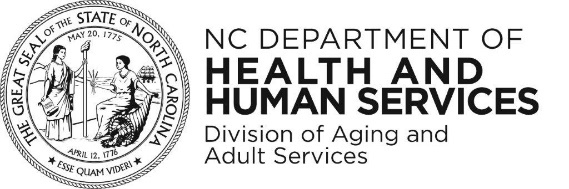 THE GREAT SEAL OF THE STATE OF NORTH CAROLINA
MAY 20, 1775
APRIL 12, 1776
★ ESSE QUAM VIDERI ★
NC DEPARTMENT OF
HEALTH AND
HUMAN SERVICES
Division of Aging and
Adult Services